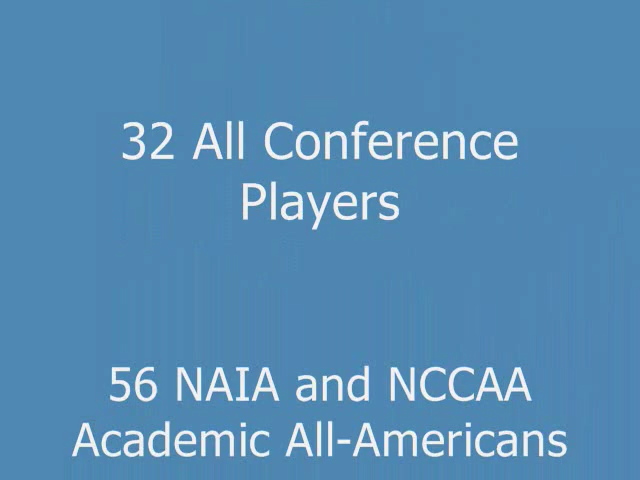 32 All Conference
Players
56 NAIA and NCCAA
Academic All-Americans